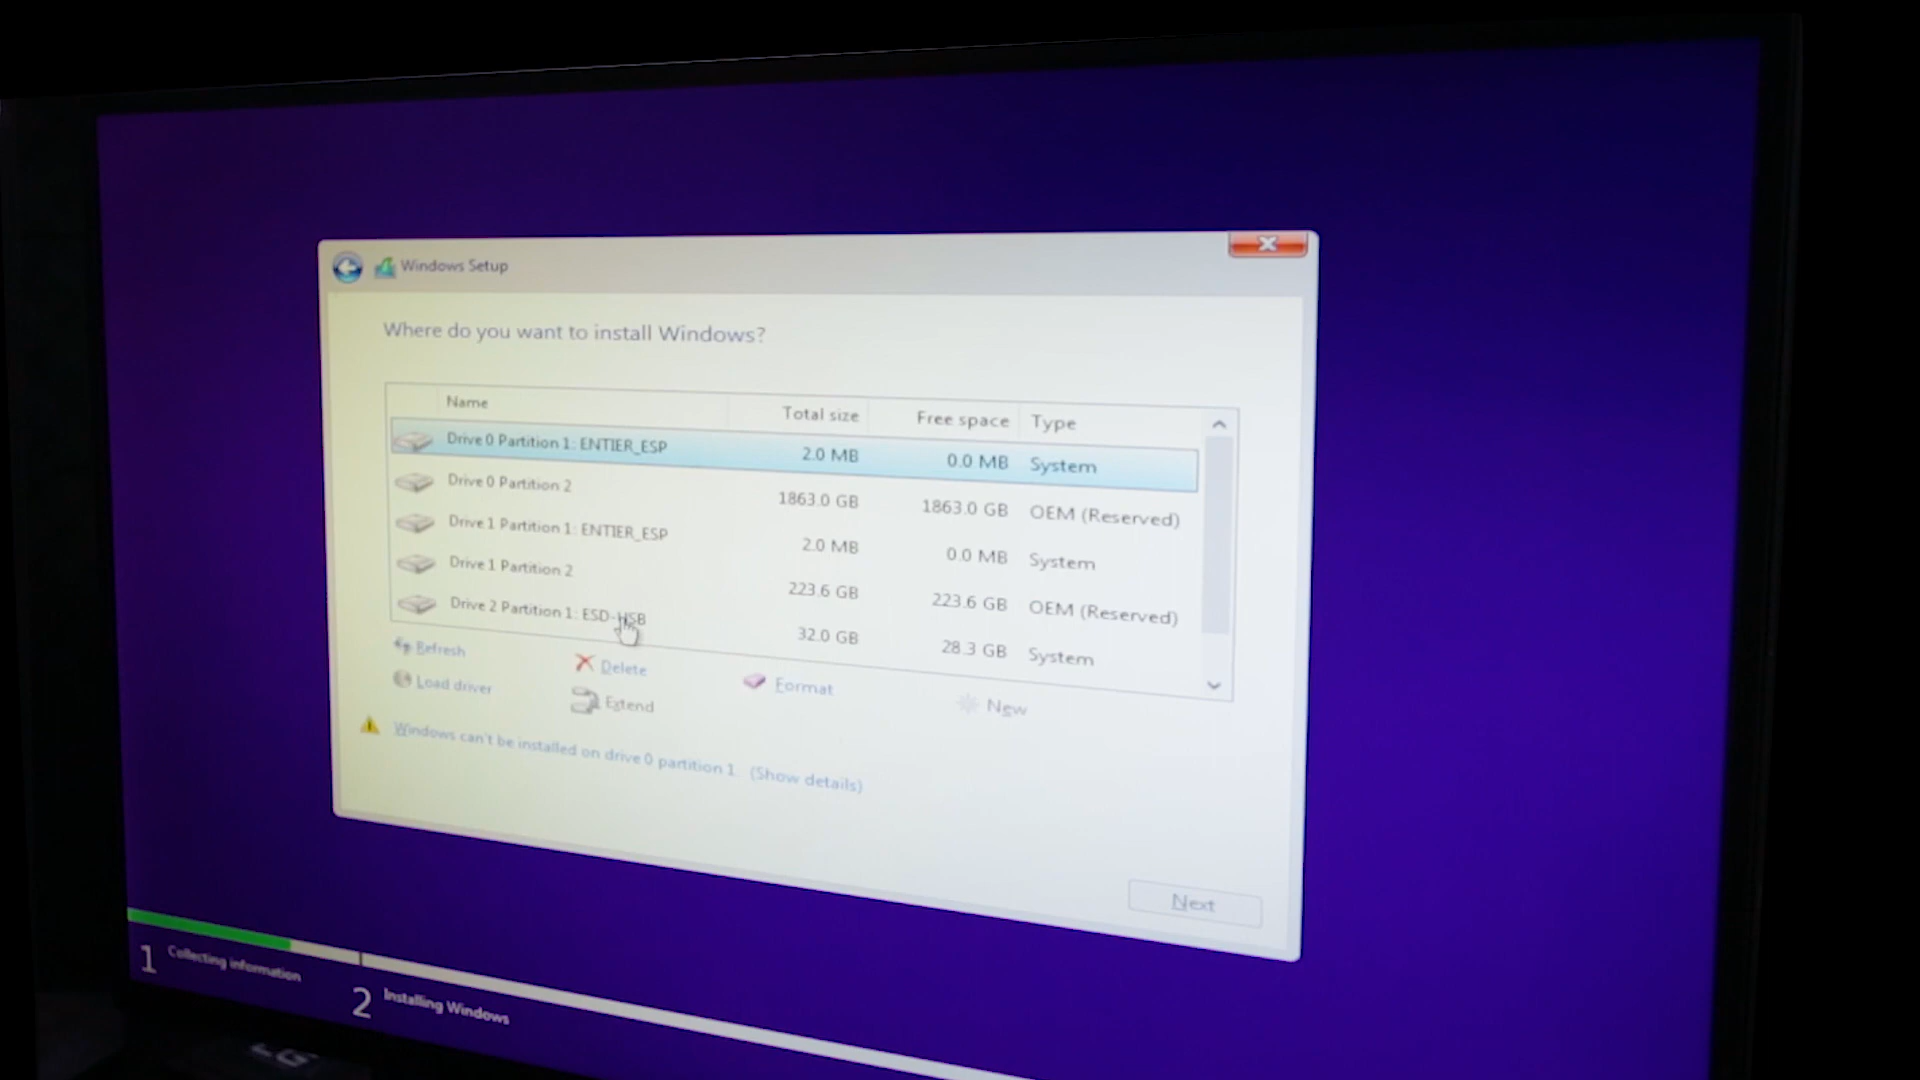 Windows Setup
Where do you want to install Windows?
Name Total size Free space Type
Drive 0 Partition 1: ENTIER_ESP 2.0 MB 0.0 MB System
Drive 0 Partition 2 1863.0 GB 1863.0 GB OEM (Reserved)
Drive 1 Partition 1: ENTIER_ESP 2.0 MB 0.0 MB System
Drive 1 Partition 2 223.6 GB 223.6 GB OEM (Reserved)
Drive 2 Partition 1: ESD-USB 32.0 GB 28.3 GB System
Refresh Delete Format New
Load driver Extend
Windows can't be installed on drive 0 partition 1. (Show details)
Next
1 Collecting information
2 Installing Windows
LG